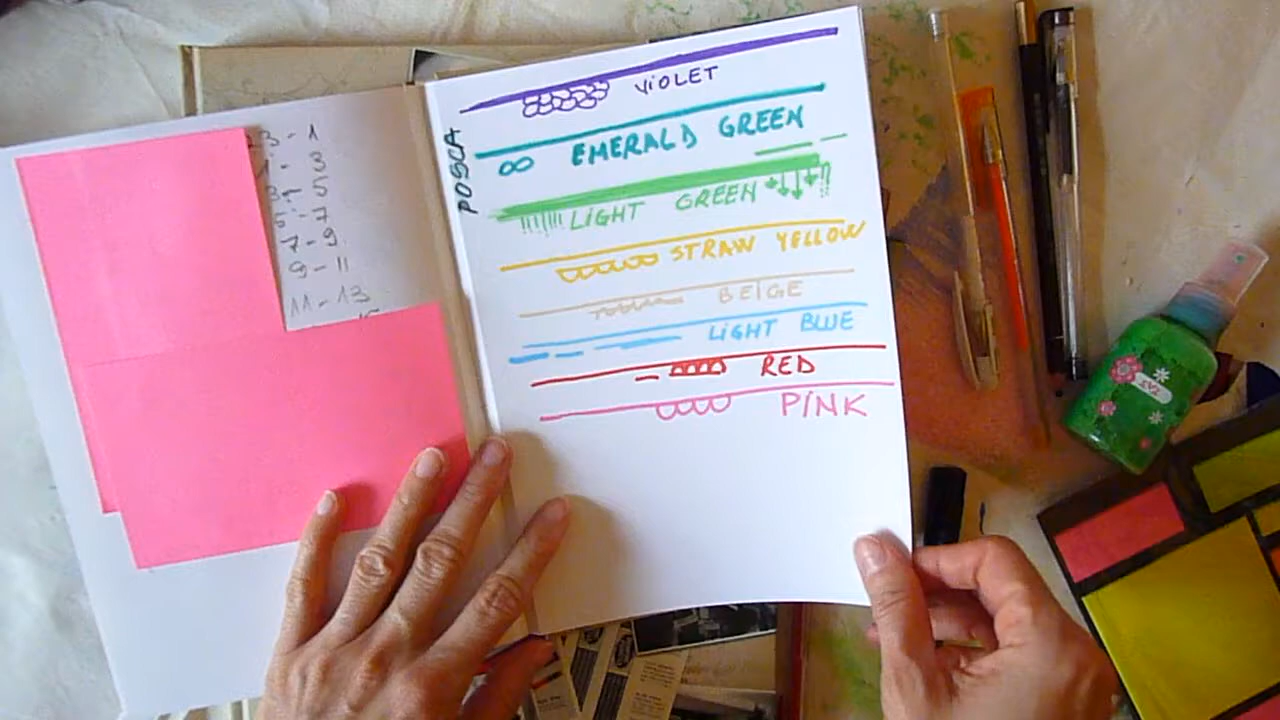 3 - 1
1 - 3
3 - 5
5 - 7
7 - 9
9 - 11
11 - 13
POSCA
VIOLET
EMERALD GREEN
LIGHT GREEN
STRAW YELLOW
BEIGE
LIGHT BLUE
RED
PINK